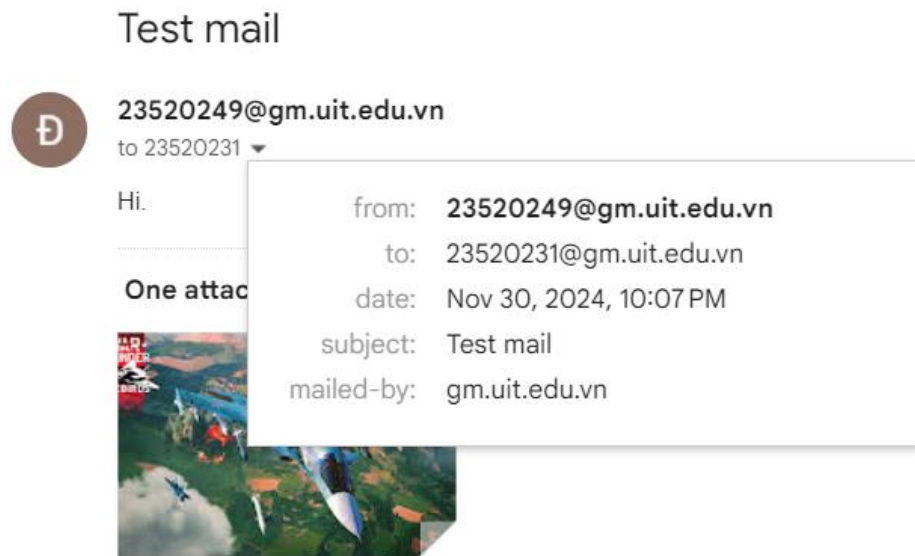 Test mail
Đ
23520249@gm.uit.edu.vn
to 23520231
Hi.
from: 23520249@gm.uit.edu.vn
to: 23520231@gm.uit.edu.vn
date: Nov 30, 2024, 10:07 PM
subject: Test mail
mailed-by: gm.uit.edu.vn
One attac